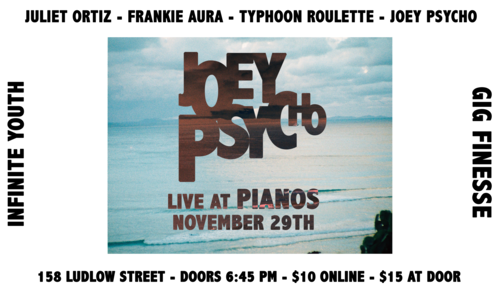 JULIET ORTIZ - FRANKIE AURA - TYPHOON ROULETTE - JOEY PSYCHO
INFINITE YOUTH
JOEY
PSYCHO
LIVE AT PIANOS
NOVEMBER 29TH
GIG FINESSE
158 LUDLOW STREET - DOORS 6:45 PM - $10 ONLINE - $15 AT DOOR